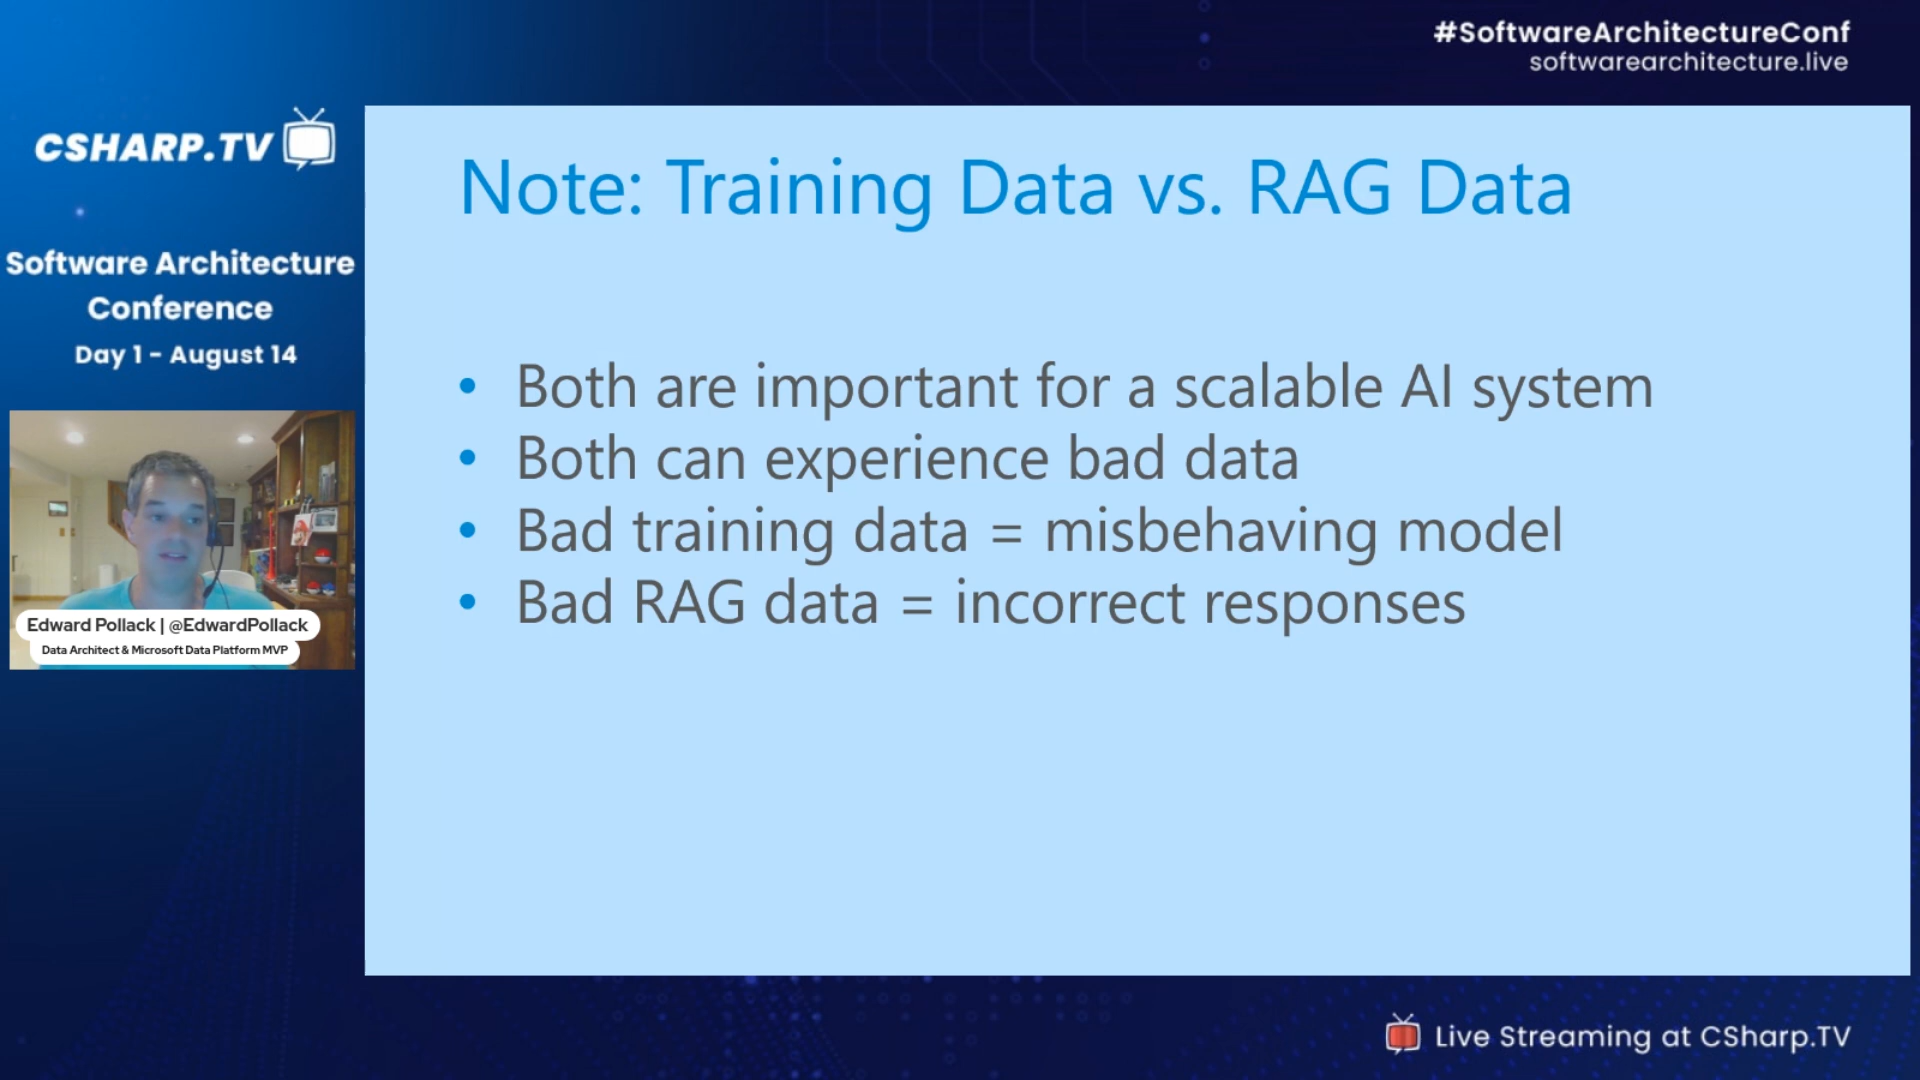 #SoftwareArchitectureConf
softwarearchitecture.live
CSHARP.TV
Software Architecture
Conference
Day 1 - August 14
Edward Pollack | @EdwardPollack
Data Architect & Microsoft Data Platform MVP
Note: Training Data vs. RAG Data
• Both are important for a scalable AI system
• Both can experience bad data
• Bad training data = misbehaving model
• Bad RAG data = incorrect responses
Live Streaming at CSharp.TV